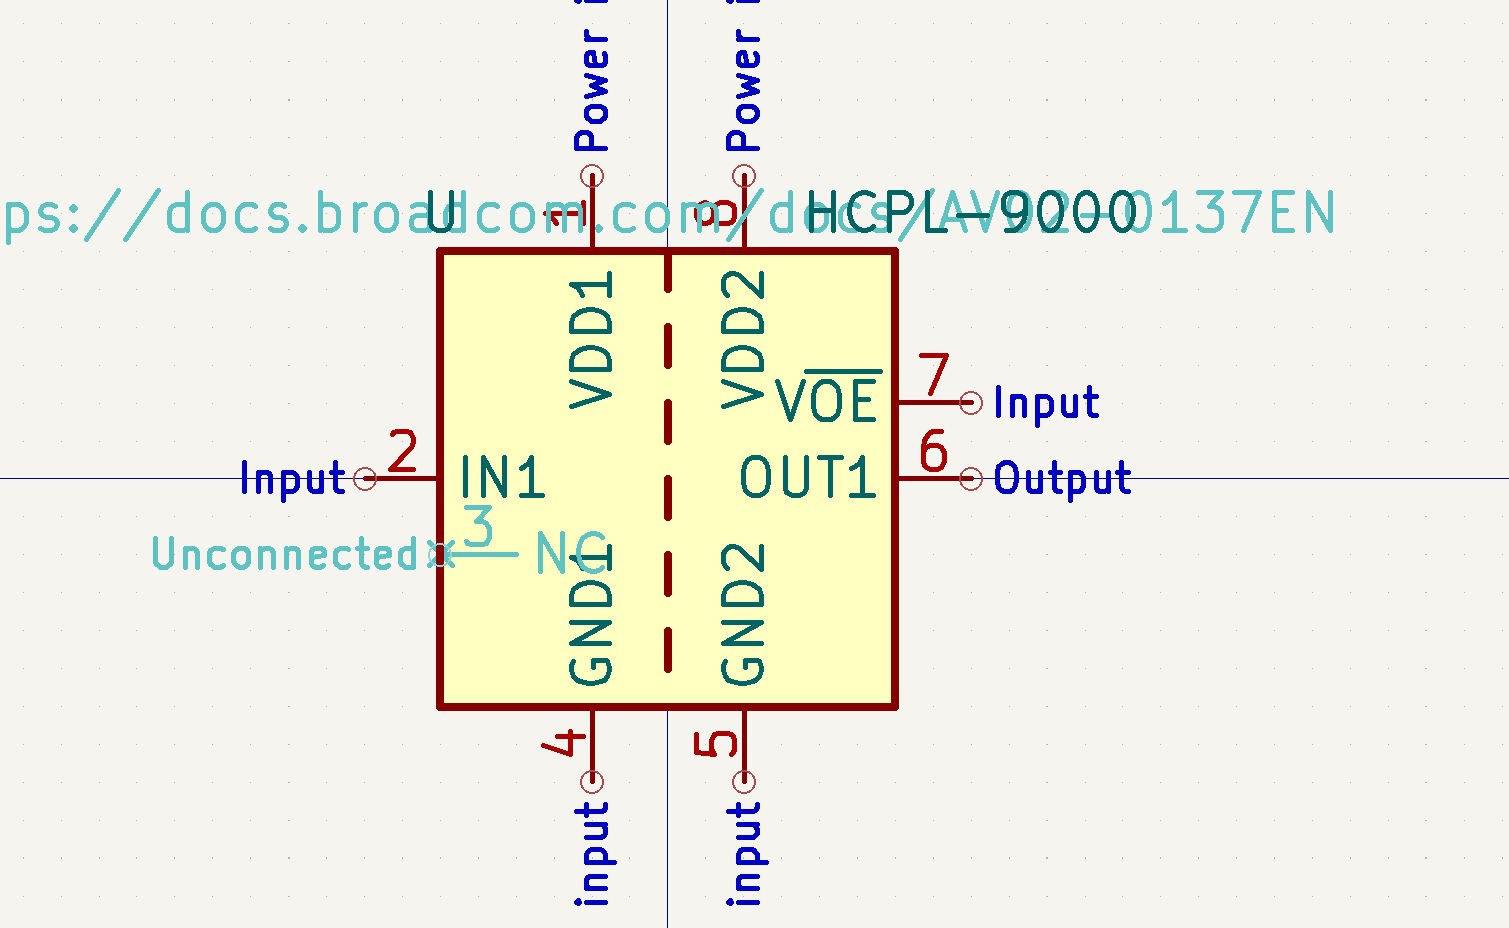 Power i
Power i
ps://docs.broadcom.com/docs/AV02-0137EN
U
1
8
HCPL-9000
VDD1
VDD2
7
VOE
Input
Input
2
IN1
6
OUT1
Output
Unconnected
3
NC
GND1
GND2
4
5
input
input